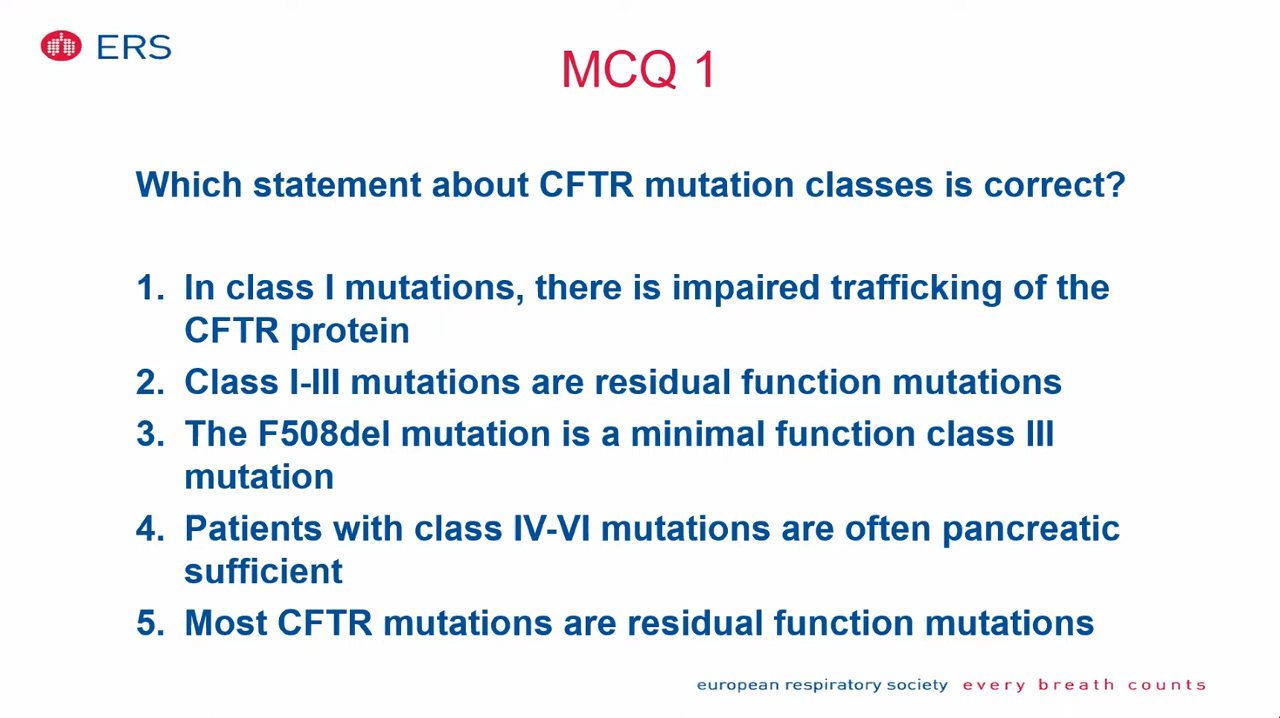 ERS
MCQ 1
Which statement about CFTR mutation classes is correct?
1. In class I mutations, there is impaired trafficking of the
CFTR protein
2. Class I-III mutations are residual function mutations
3. The F508del mutation is a minimal function class III
mutation
4. Patients with class IV-VI mutations are often pancreatic
sufficient
5. Most CFTR mutations are residual function mutations
european respiratory society every breath counts